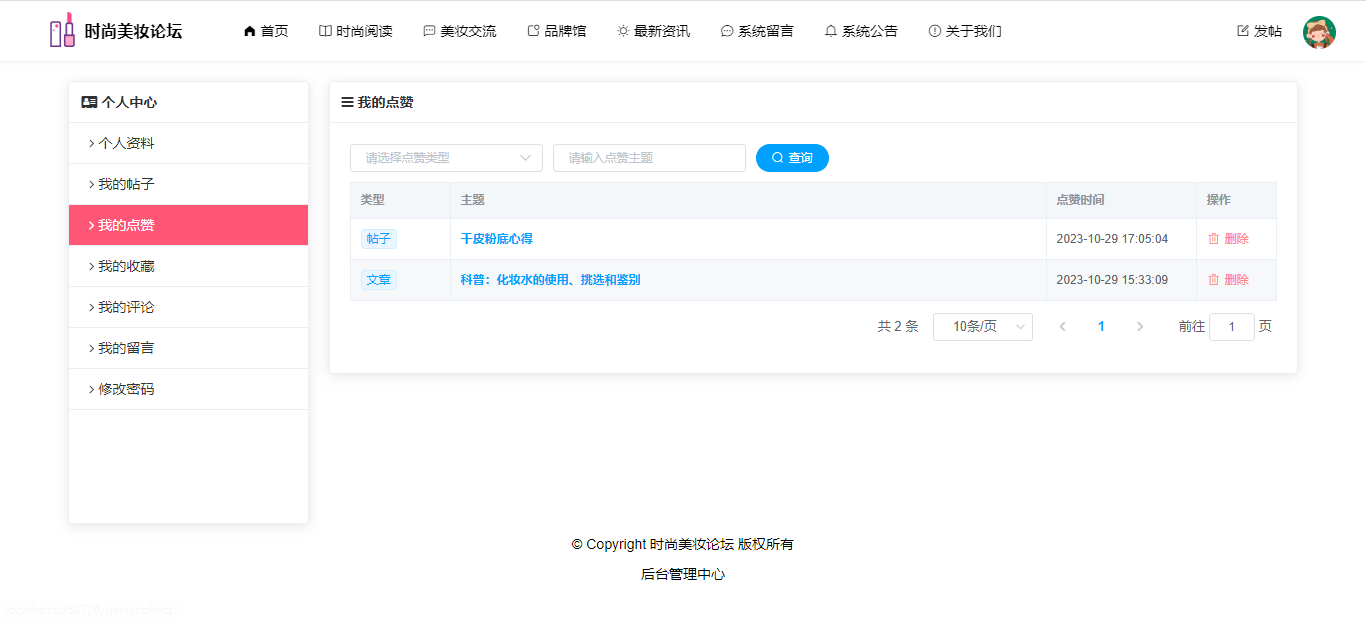 时尚美妆论坛 首页 时尚阅读 美妆交流 品牌馆 最新资讯 系统留言 系统公告 关于我们 发帖
个人中心
个人资料
我的帖子
我的点赞
我的收藏
我的评论
我的留言
修改密码
我的点赞
请选择点赞类型 请输入点赞主题 查询
类型 主题 点赞时间 操作
帖子 干皮粉底心得 2023-10-29 17:05:04 删除
文章 科普：化妆水的使用、挑选和鉴别 2023-10-29 15:33:09 删除
共 2 条 10条/页 1 前往 1 页
© Copyright 时尚美妆论坛 版权所有
后台管理中心